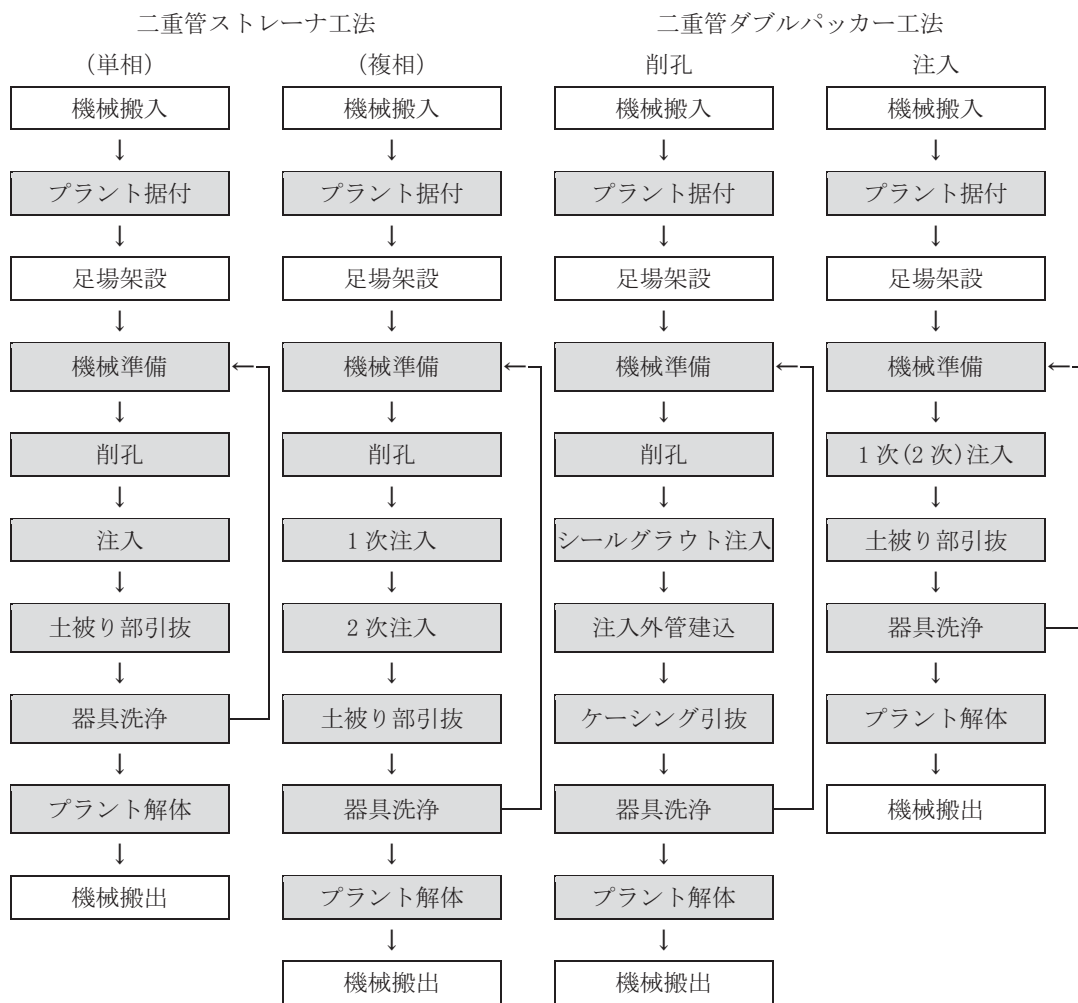 二重管ストレーナ工法
二重管ダブルパッカー工法
(単相)
機械搬入
↓
プラント据付
↓
足場架設
↓
機械準備
↓
削孔
↓
注入
↓
土被り部引抜
↓
器具洗浄
↓
プラント解体
↓
機械搬出
(複相)
機械搬入
↓
プラント据付
↓
足場架設
↓
機械準備
↓
削孔
↓
1次注入
↓
2次注入
↓
土被り部引抜
↓
器具洗浄
↓
プラント解体
↓
機械搬出
削孔
機械搬入
↓
プラント据付
↓
足場架設
↓
機械準備
↓
削孔
↓
シールグラウト注入
↓
注入外管建込
↓
ケーシング引抜
↓
器具洗浄
↓
プラント解体
↓
機械搬出
注入
機械搬入
↓
プラント据付
↓
足場架設
↓
機械準備
↓
1次(2次)注入
↓
土被り部引抜
↓
器具洗浄
↓
プラント解体
↓
機械搬出